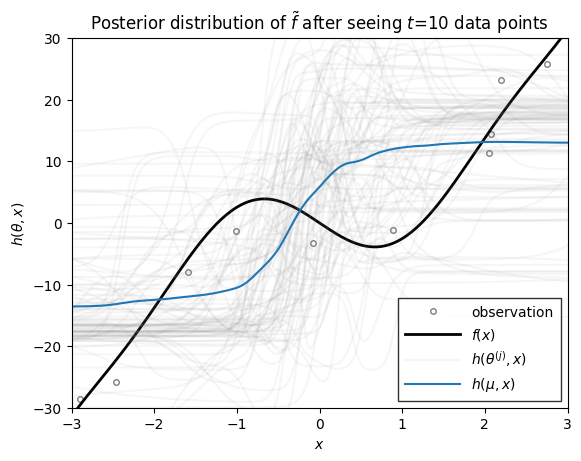 Posterior distribution of f̃ after seeing t=10 data points
30
20
10
0
−10
−20
−30
h(θ, x)
−3
−2
−1
0
1
2
3
x
observation
f(x)
h(θ^(j), x)
h(μ, x)